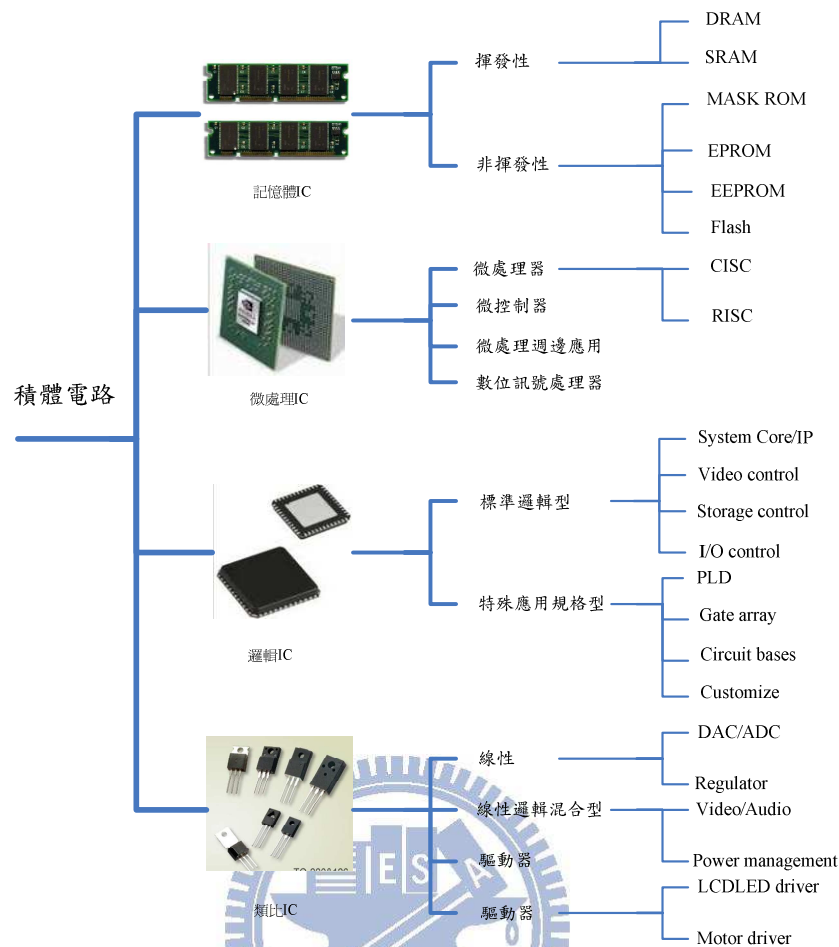 積體電路
記憶體IC
揮發性
DRAM
SRAM
非揮發性
MASK ROM
EPROM
EEPROM
Flash
微處理IC
微處理器
CISC
RISC
微控制器
微處理週邊應用
數位訊號處理器
邏輯IC
標準邏輯型
System Core/IP
Video control
Storage control
I/O control
特殊應用規格型
PLD
Gate array
Circuit bases
Customize
類比IC
線性
DAC/ADC
Regulator
線性邏輯混合型
Video/Audio
Power management
驅動器
驅動器
LCDLED driver
Motor driver
E S A